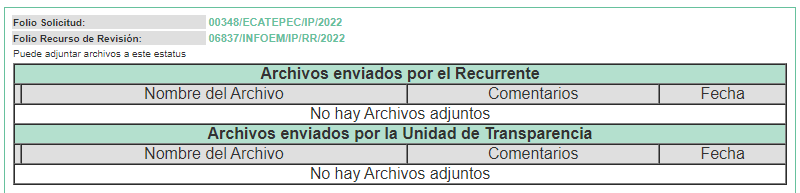 Folio Solicitud: 00348/ECATEPEC/IP/2022
Folio Recurso de Revisión: 06837/INFOEM/IP/RR/2022
Puede adjuntar archivos a este estatus
Archivos enviados por el Recurrente
Nombre del Archivo Comentarios Fecha
No hay Archivos adjuntos
Archivos enviados por la Unidad de Transparencia
Nombre del Archivo Comentarios Fecha
No hay Archivos adjuntos